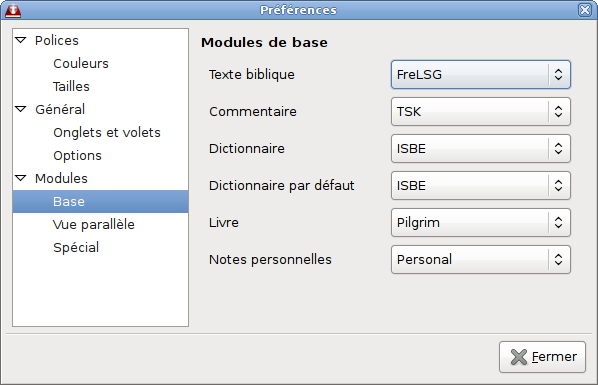 Préférences
Polices
Couleurs
Tailles
Général
Onglets et volets
Options
Modules
Base
Vue parallèle
Spécial
Modules de base
Texte biblique FreLSG
Commentaire TSK
Dictionnaire ISBE
Dictionnaire par défaut ISBE
Livre Pilgrim
Notes personnelles Personal
Fermer